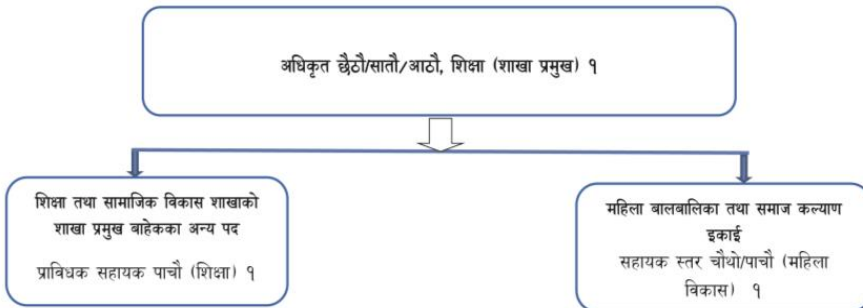 अधिकृत छैठौ/सातौ/आठौ, शिक्षा (शाखा प्रमुख) १
शिक्षा तथा सामाजिक विकास शाखाको
शाखा प्रमुख बाहेकका अन्य पद
प्राविधक सहायक पाचौ (शिक्षा) १
महिला बालबालिका तथा समाज कल्याण
इकाई
सहायक स्तर चौथो/पाचौ (महिला
विकास) १